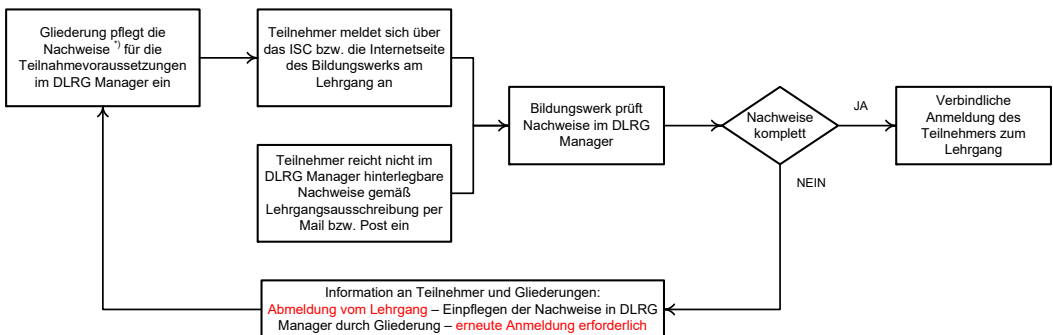 Gliederung pflegt die
Nachweise *) für die
Teilnahmevoraussetzungen
im DLRG Manager ein
Teilnehmer meldet sich über
das ISC bzw. die Internetseite
des Bildungswerks am
Lehrgang an
Teilnehmer reicht nicht im
DLRG Manager hinterlegbare
Nachweise gemäß
Lehrgangsausschreibung per
Mail bzw. Post ein
Bildungswerk prüft
Nachweise im DLRG
Manager
Nachweise
komplett
JA
Verbindliche
Anmeldung des
Teilnehmers zum
Lehrgang
NEIN
Information an Teilnehmer und Gliederungen:
Abmeldung vom Lehrgang – Einpflegen der Nachweise in DLRG
Manager durch Gliederung – erneute Anmeldung erforderlich